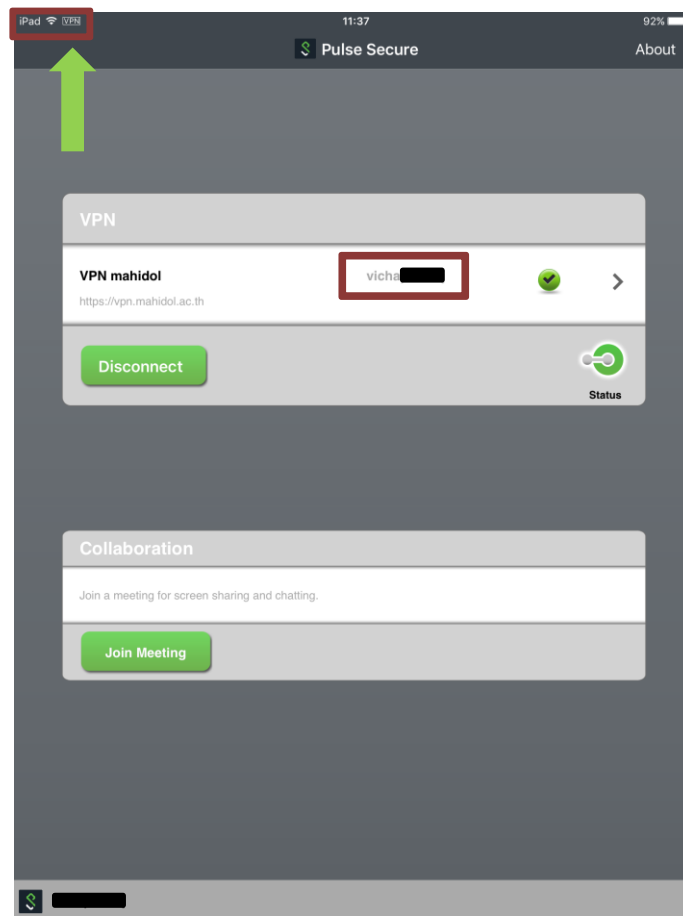 iPad VPN 11:37 92%
Pulse Secure About
VPN
VPN mahidol vicha
https://vpn.mahidol.ac.th
Disconnect
Status
Collaboration
Join a meeting for screen sharing and chatting.
Join Meeting